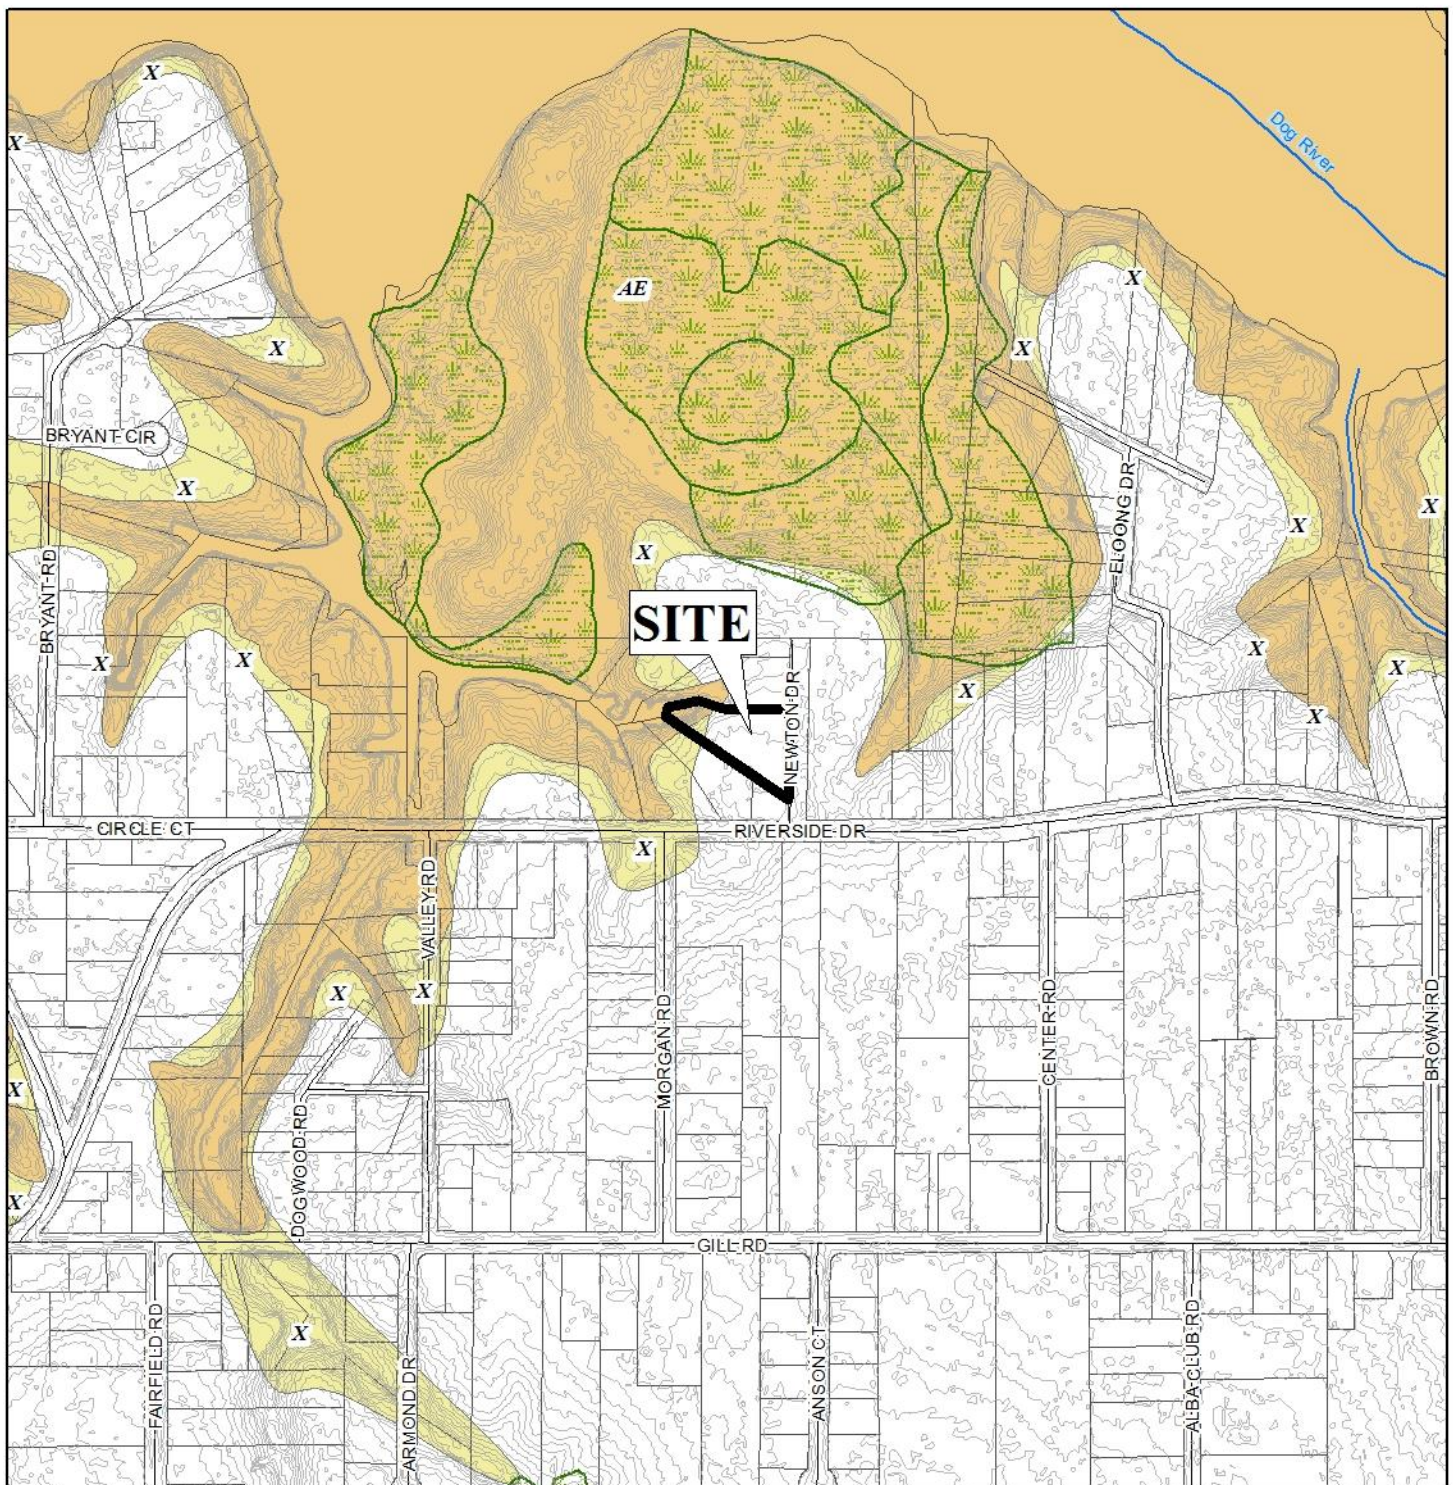 X
X
Dog River
AE
X
X
X
X
BRYANT CIR
X
ELOONG DR
X
X
X
BRYANT RD
SITE
X
X
X
X
X
NEWTON DR
X
CIRCLE CT
RIVERSIDE DR
X
VALLEY RD
X
X
MORGAN RD
CENTER RD
BROWN RD
X
DOGWOOD RD
X
GILL RD
X
FAIRFIELD RD
ARMOND DR
ANSON CT
ALBA CLUB RD